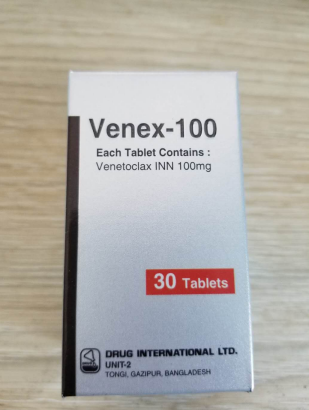 Venex-100
Each Tablet Contains :
Venetoclax INN 100mg
30 Tablets
DRUG INTERNATIONAL LTD.
UNIT-2
TONGI, GAZIPUR, BANGLADESH